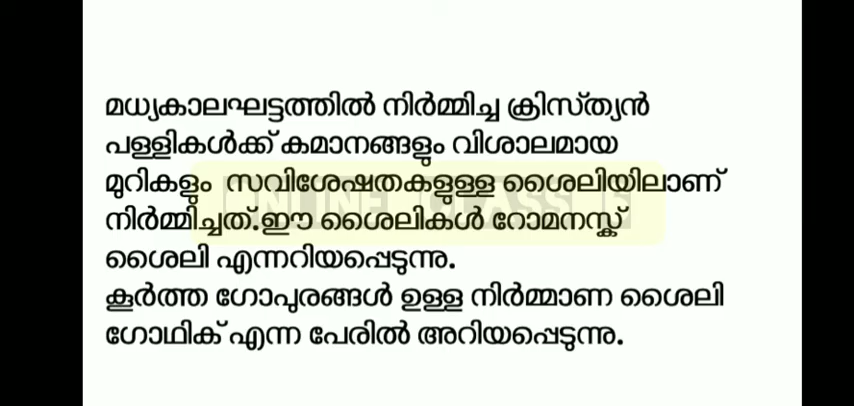 മധ്യകാലഘട്ടത്തിൽ നിർമ്മിച്ച ക്രിസ്ത്യൻ
പള്ളികൾക്ക് കമാനങ്ങളും വിശാലമായ
മുറികളും സവിശേഷതകളുള്ള ശൈലിയിലാണ്
നിർമ്മിച്ചത്.ഈ ശൈലികൾ റോമനസ്ക്
ശൈലി എന്നറിയപ്പെടുന്നു.
കൂർത്ത ഗോപുരങ്ങൾ ഉള്ള നിർമ്മാണ ശൈലി
ഗോഥിക് എന്ന പേരിൽ അറിയപ്പെടുന്നു.